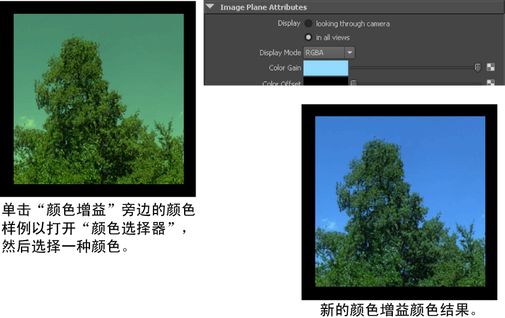 Image Plane Attributes
Display looking through camera
in all views
Display Mode RGBA
Color Gain
Color Offset
单击“颜色增益”旁边的颜色
样例以打开“颜色选择器”，
然后选择一种颜色。
新的颜色增益颜色结果。